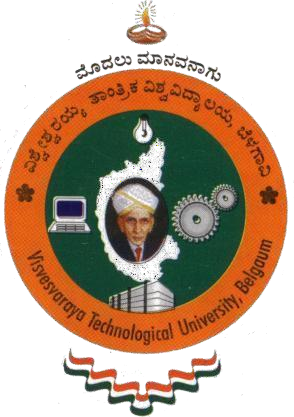 ಮೊದಲು ಮಾನವನಾಗು
ವಿಶ್ವೇಶ್ವರಯ್ಯ ತಾಂತ್ರಿಕ ವಿಶ್ವವಿದ್ಯಾಲಯ, ಬೆಳಗಾವಿ
Visvesvaraya Technological University, Belgaum